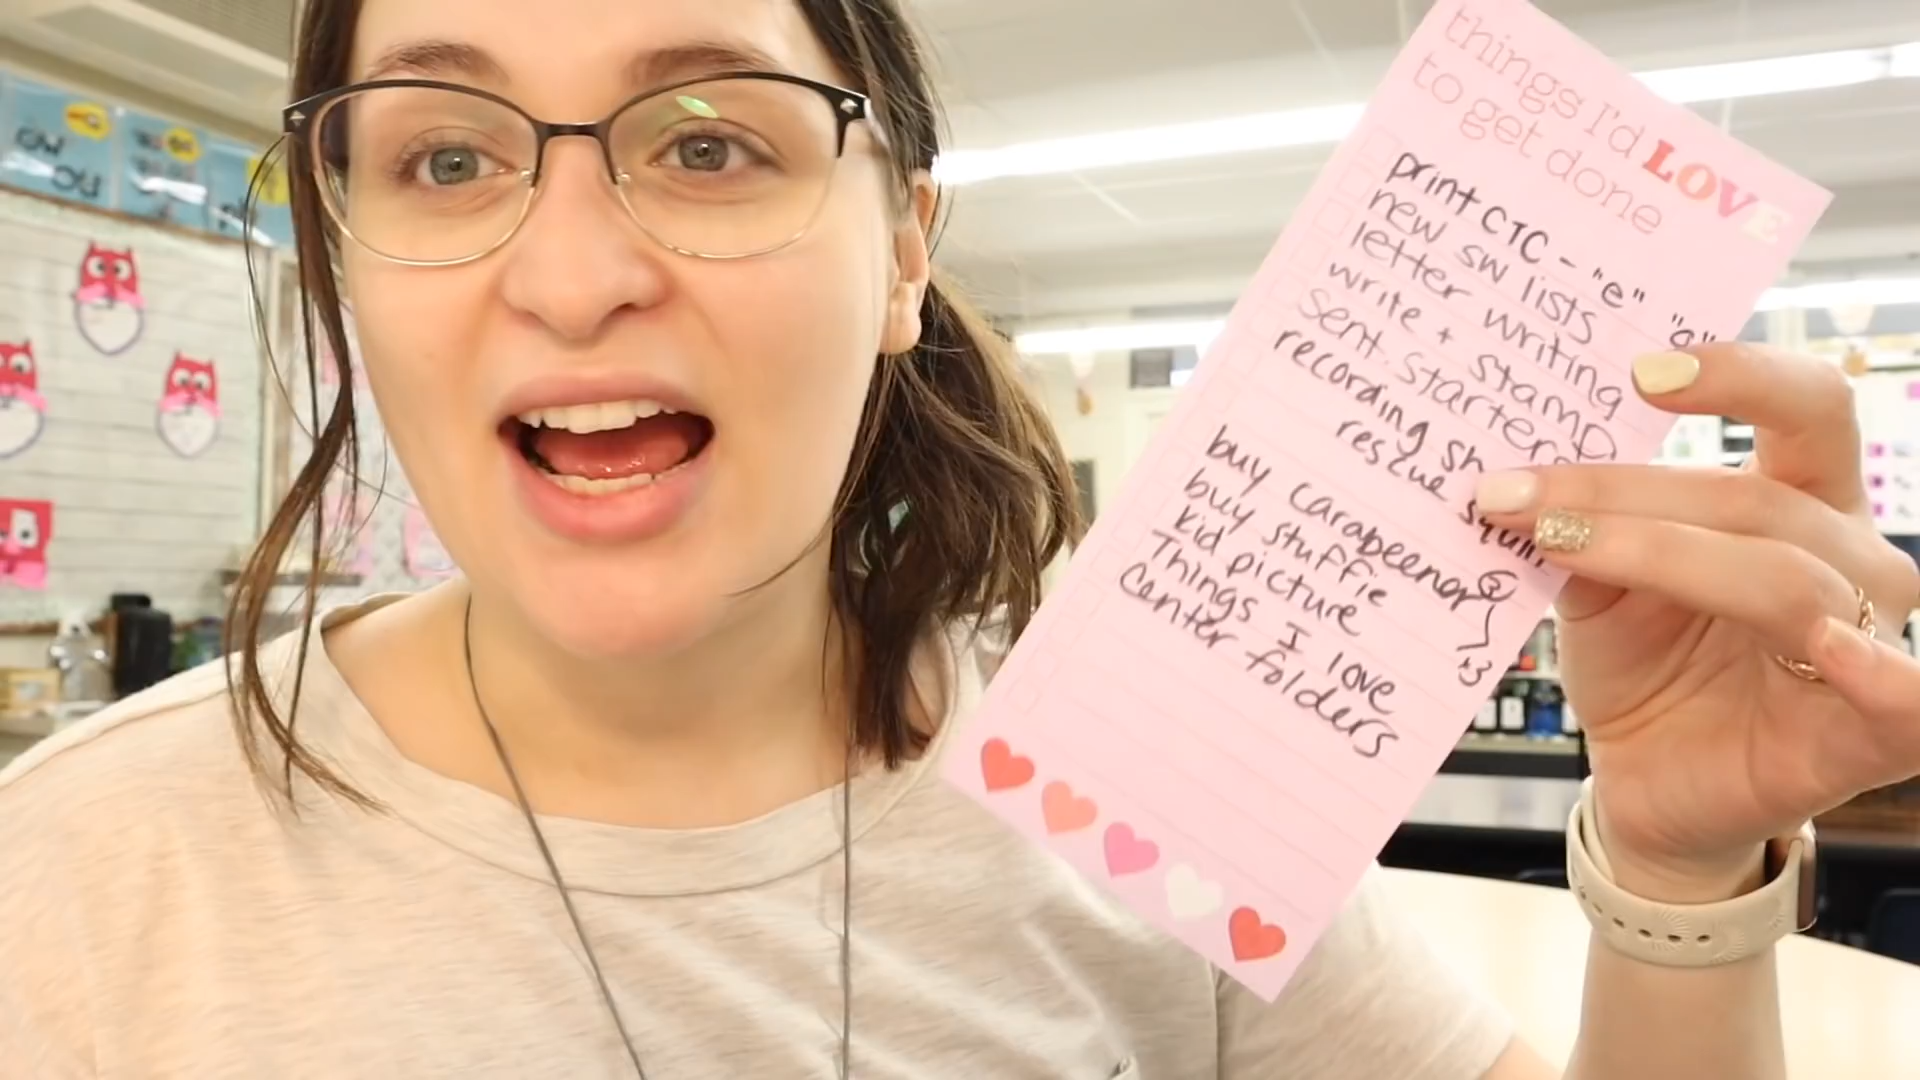 things I'd LOVE
to get done
print CTC - "e" "o"
new sw lists
letter writing
write + stamp
sent. starters
recording sh
rescue squi
buy carabeener
buy stuffie
kid picture
Things I love
center folders
+3